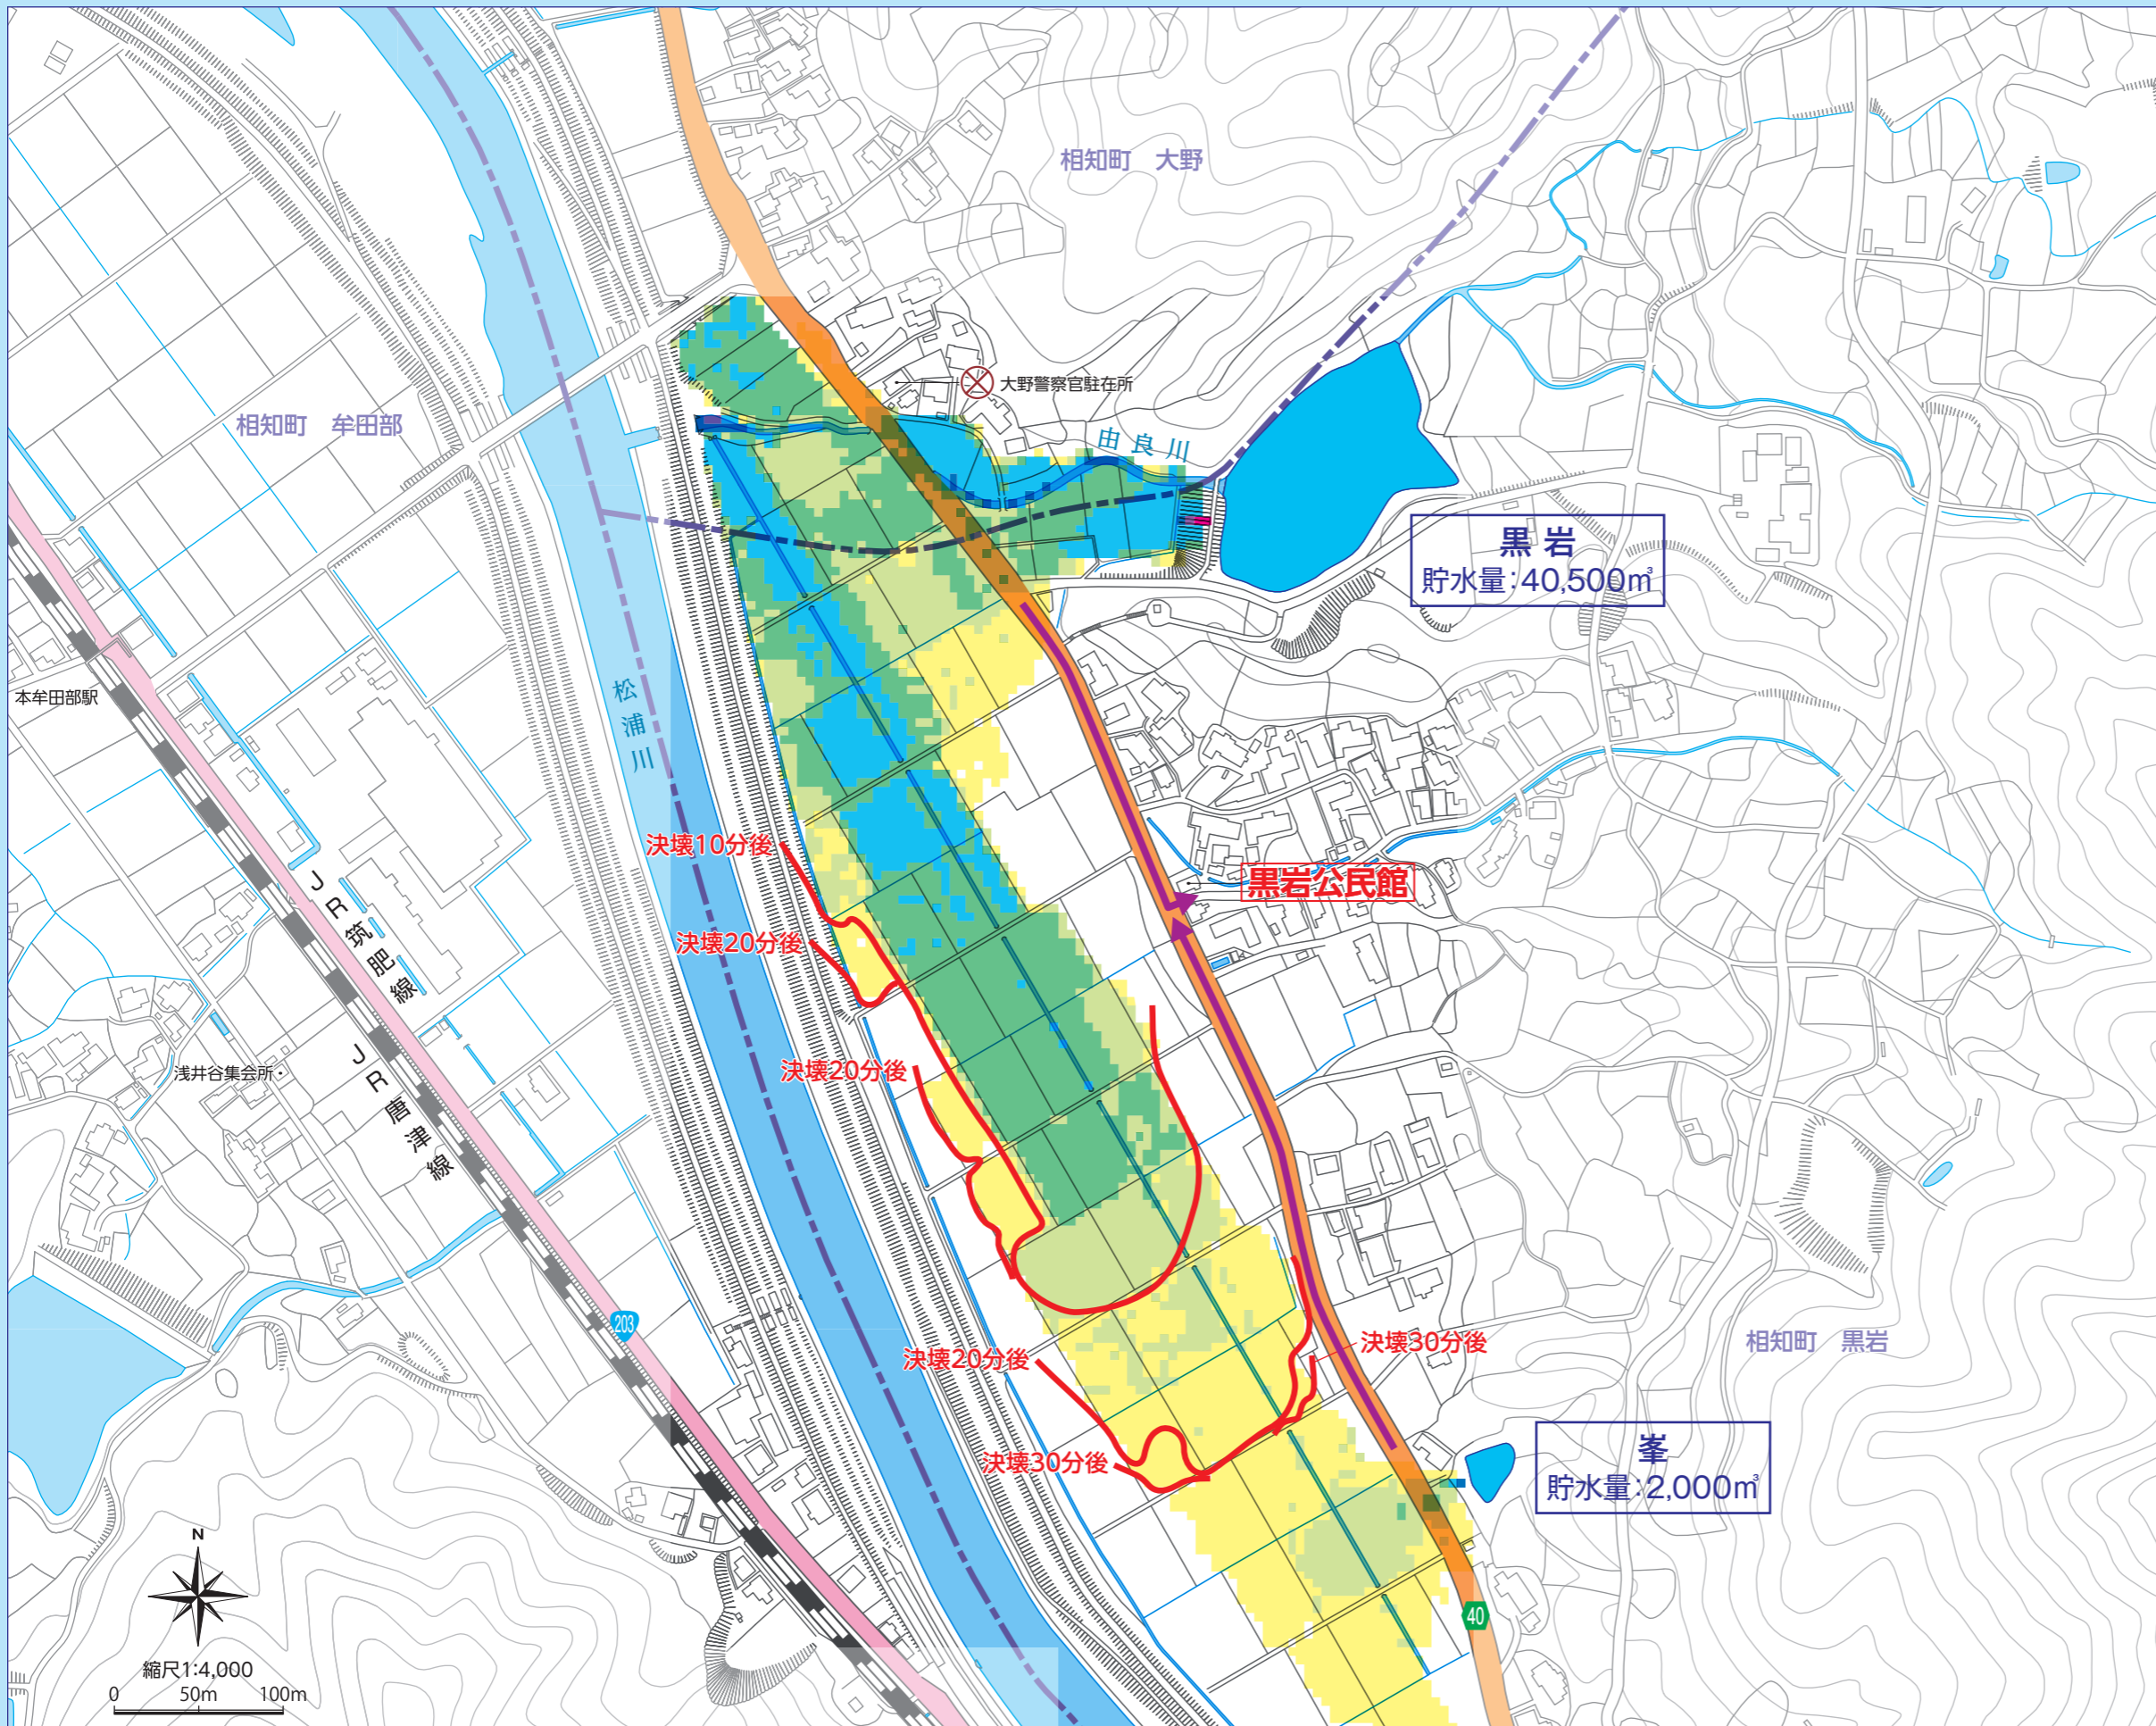 相知町 大野
大野警察官駐在所
由良川
相知町 牟田部
黒岩
貯水量：40,500㎥
本牟田部駅
松浦川
決壊10分後
黒岩公民館
JR筑肥線
決壊20分後
決壊20分後
浅井谷集会所
JR唐津線
203
決壊20分後
決壊30分後
相知町 黒岩
決壊30分後
峯
貯水量：2,000㎥
N
40
縮尺1:4,000
0 50m 100m